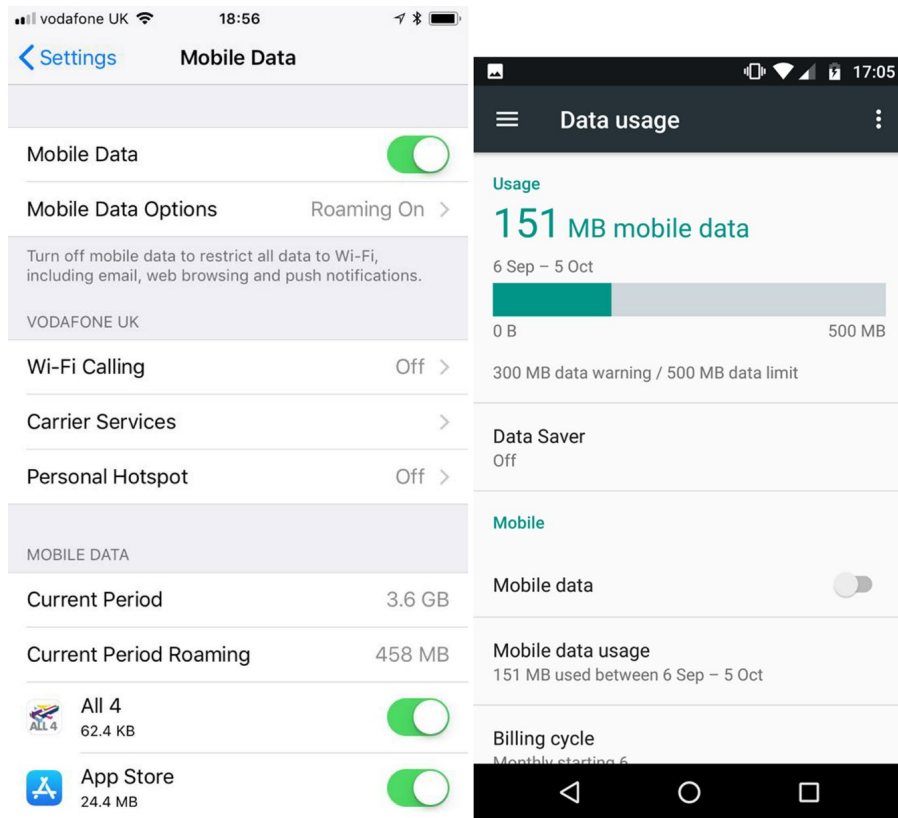 vodafone UK 18:56
Settings Mobile Data
Mobile Data
Mobile Data Options Roaming On
Turn off mobile data to restrict all data to Wi-Fi,
including email, web browsing and push notifications.
VODAFONE UK
Wi-Fi Calling Off
Carrier Services
Personal Hotspot Off
MOBILE DATA
Current Period 3.6 GB
Current Period Roaming 458 MB
ALL 4
All 4
62.4 KB
App Store
24.4 MB
17:05
Data usage
Usage
151 MB mobile data
6 Sep – 5 Oct
0 B 500 MB
300 MB data warning / 500 MB data limit
Data Saver
Off
Mobile
Mobile data
Mobile data usage
151 MB used between 6 Sep – 5 Oct
Billing cycle
Monthly starting 6